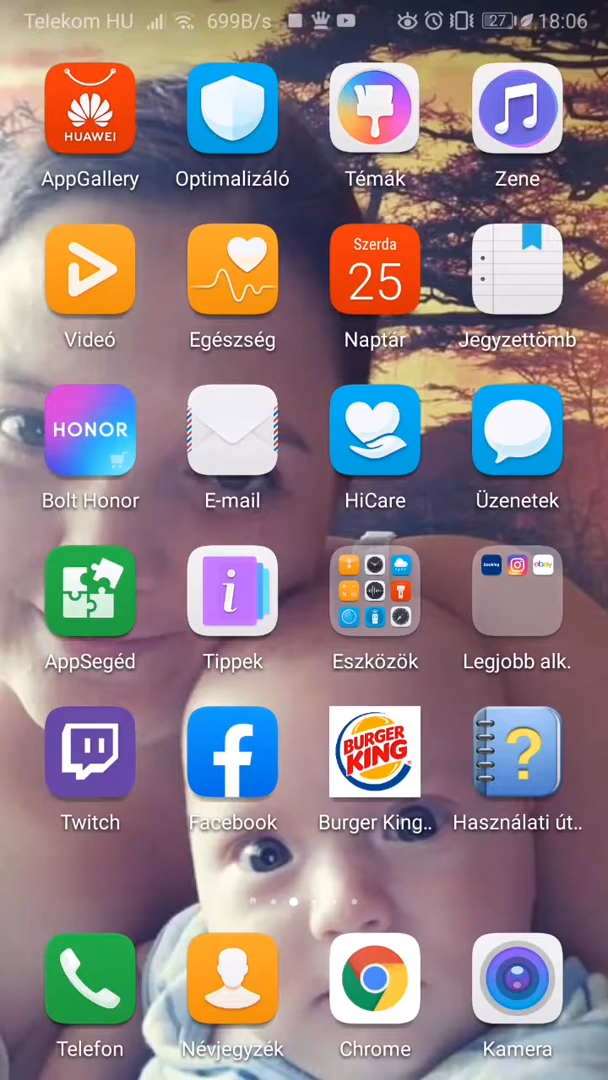 Telekom HU 699B/s 27 18:06
HUAWEI
AppGallery Optimalizáló Témák Zene
Szerda
25
Videó Egészség Naptár Jegyzettömb
HONOR
Bolt Honor E-mail HiCare Üzenetek
Booking ebay
AppSegéd Tippek Eszközök Legjobb alk.
BURGER
KING
Twitch Facebook Burger King.. Használati út..
Telefon Névjegyzék Chrome Kamera